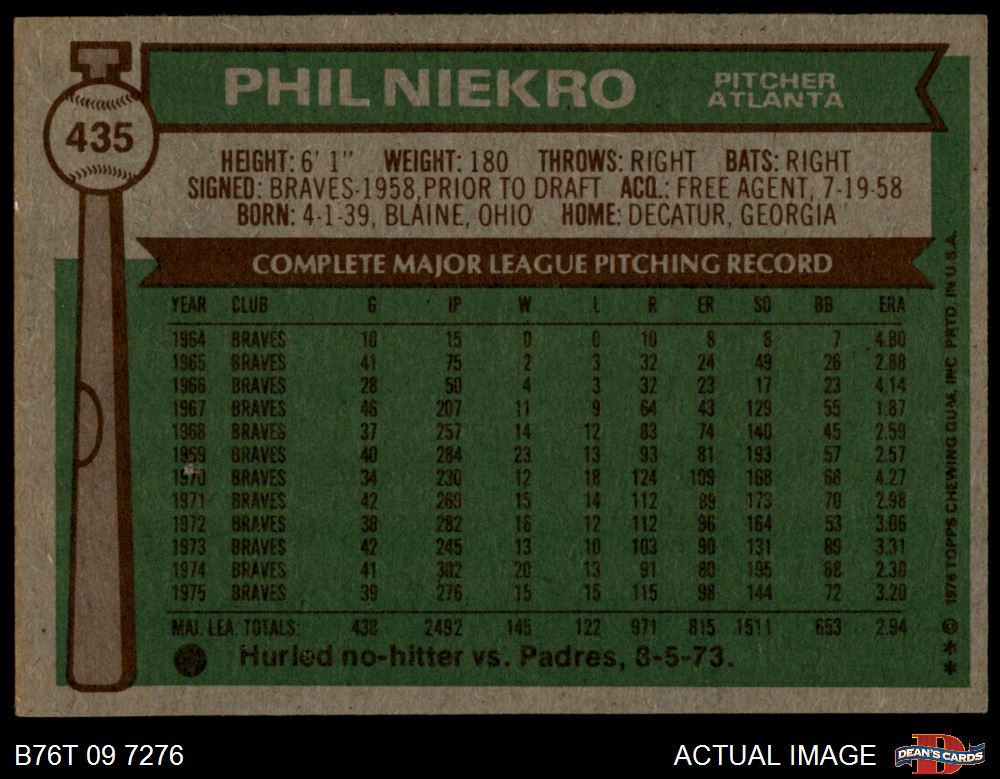 PHIL NIEKRO
PITCHER
ATLANTA
435
HEIGHT: 6' 1" WEIGHT: 180 THROWS: RIGHT BATS: RIGHT
SIGNED: BRAVES-1958, PRIOR TO DRAFT ACQ.: FREE AGENT, 7-19-58
BORN: 4-1-39, BLAINE, OHIO HOME: DECATUR, GEORGIA
COMPLETE MAJOR LEAGUE PITCHING RECORD
YEAR CLUB G IP W L R ER SO BB ERA
1964 BRAVES 10 15 0 0 10 8 8 7 4.80
1965 BRAVES 41 75 2 3 32 24 49 26 2.88
1966 BRAVES 28 50 4 3 32 23 17 23 4.14
1967 BRAVES 46 207 11 9 64 43 129 55 1.87
1968 BRAVES 37 257 14 12 83 74 140 45 2.59
1969 BRAVES 40 284 23 13 93 81 193 57 2.57
1970 BRAVES 34 230 12 18 124 109 168 68 4.27
1971 BRAVES 42 269 15 14 112 89 173 70 2.98
1972 BRAVES 38 282 16 12 112 96 164 53 3.06
1973 BRAVES 42 245 13 10 103 90 131 89 3.31
1974 BRAVES 41 302 20 13 91 80 195 88 2.38
1975 BRAVES 39 276 15 15 115 98 144 72 3.20
MAJ. LEA. TOTALS: 438 2492 145 122 971 815 1511 653 2.94
Hurled no-hitter vs. Padres, 8-5-73.
*** © 1976 TOPPS CHEWING GUM, INC PRTD. IN U.S.A.
B76T 09 7276
ACTUAL IMAGE
DEAN'S CARDS